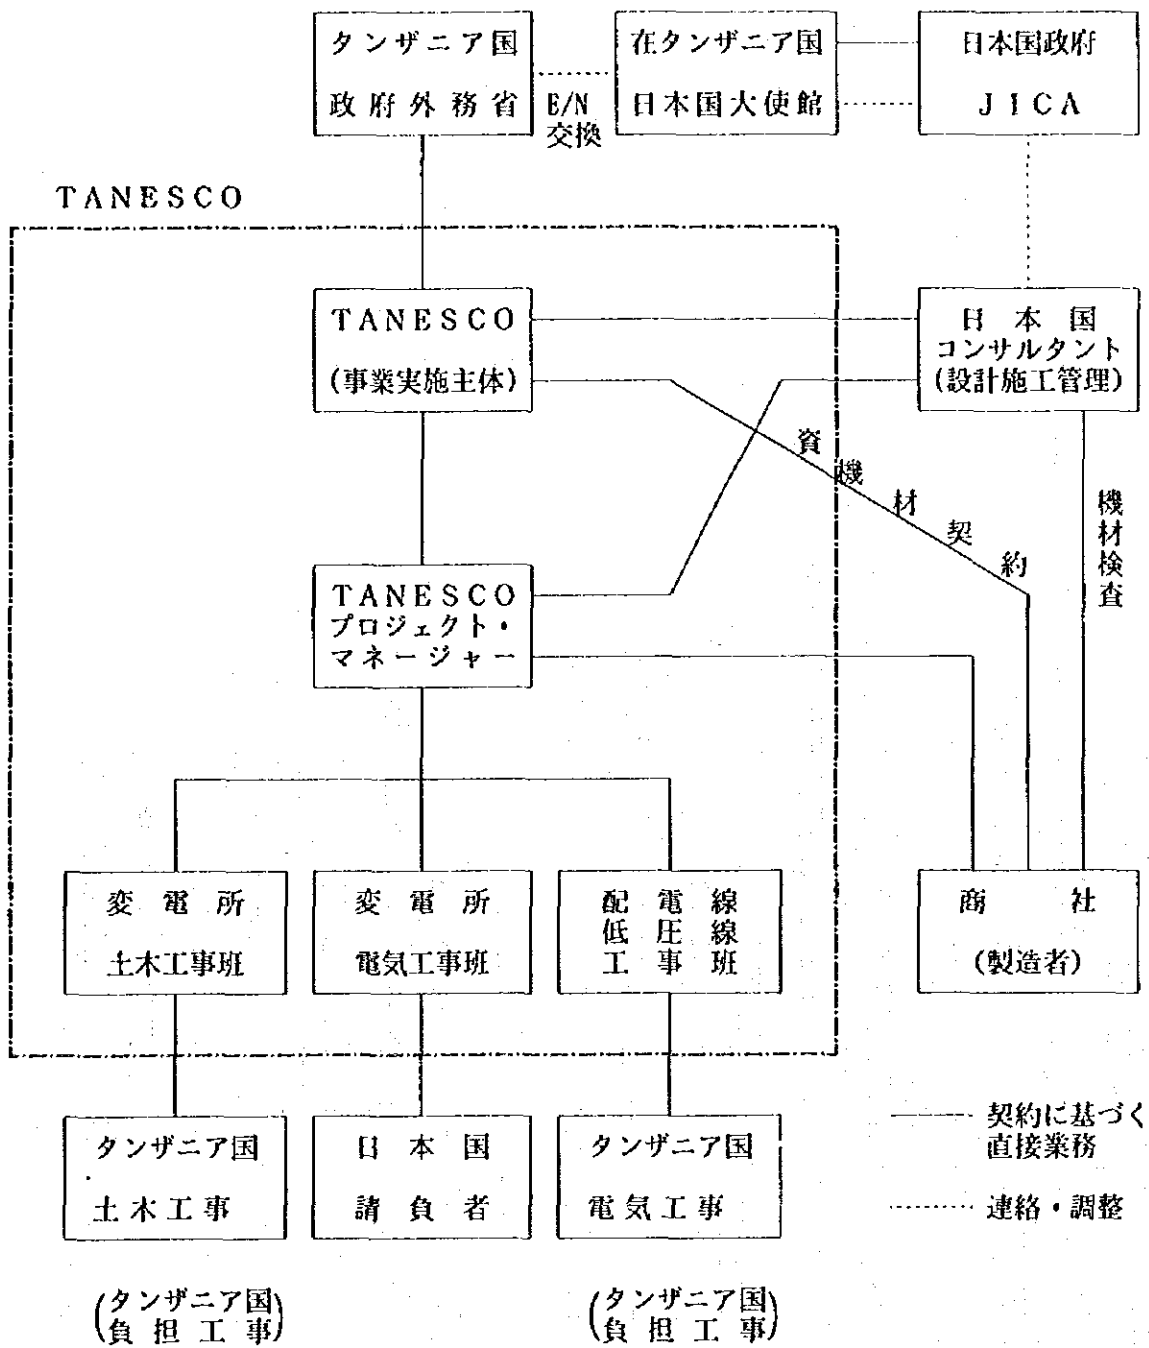 タンザニア国
政府外務省
E/N
交換
在タンザニア国
日本国大使館
日本国政府
JICA
TANESCO
TANESCO
(事業実施主体)
日本国
コンサルタント
(設計施工管理)
資機材契約
機材検査
TANESCO
プロジェクト・
マネージャー
変電所
土木工事班
変電所
電気工事班
配電線
低圧線
工事班
商社
(製造者)
タンザニア国
土木工事
日本国
請負者
タンザニア国
電気工事
契約に基づく
直接業務
連絡・調整
(タンザニア国
負担工事)
(タンザニア国
負担工事)